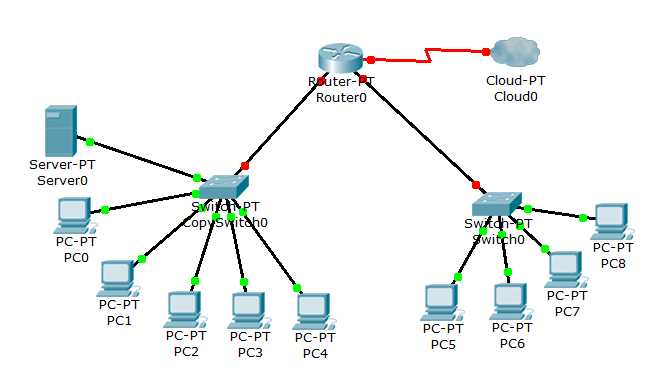 Router-PT
Router0
Cloud-PT
Cloud0
Server-PT
Server0
Switch-PT
CopySwitch0
Switch-PT
Switch0
PC-PT
PC0
PC-PT
PC1
PC-PT
PC2
PC-PT
PC3
PC-PT
PC4
PC-PT
PC5
PC-PT
PC6
PC-PT
PC7
PC-PT
PC8